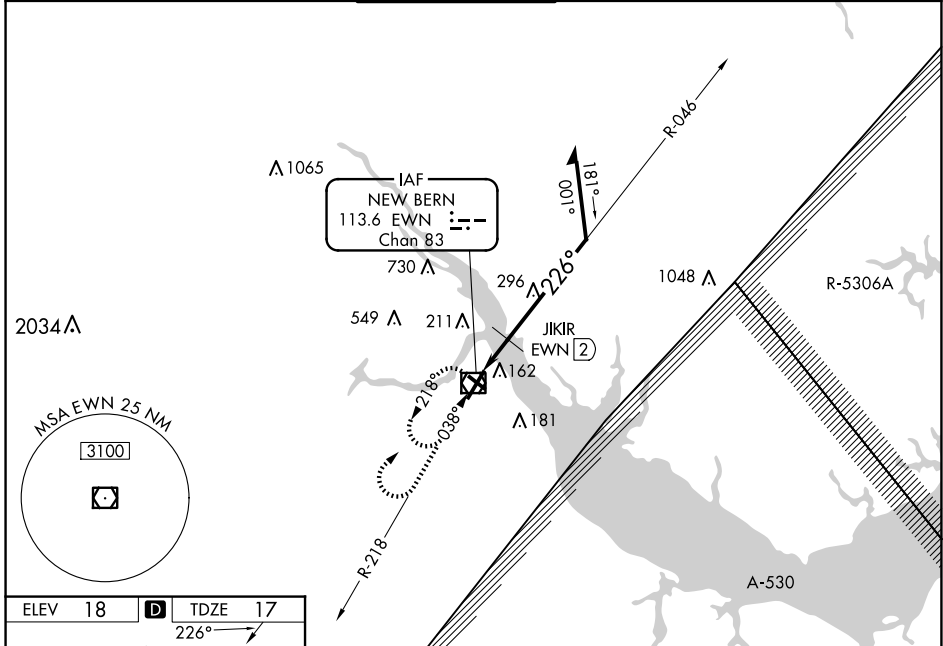 R-046
1065
IAF
NEW BERN
113.6 EWN
Chan 83
181°
001°
730
296
226°
1048
R-5306A
2034
549
211
JIKIR
EWN 2
162
218°
038°
181
MSA EWN 25 NM
3100
R-218
A-530
ELEV 18 D TDZE 17
226°